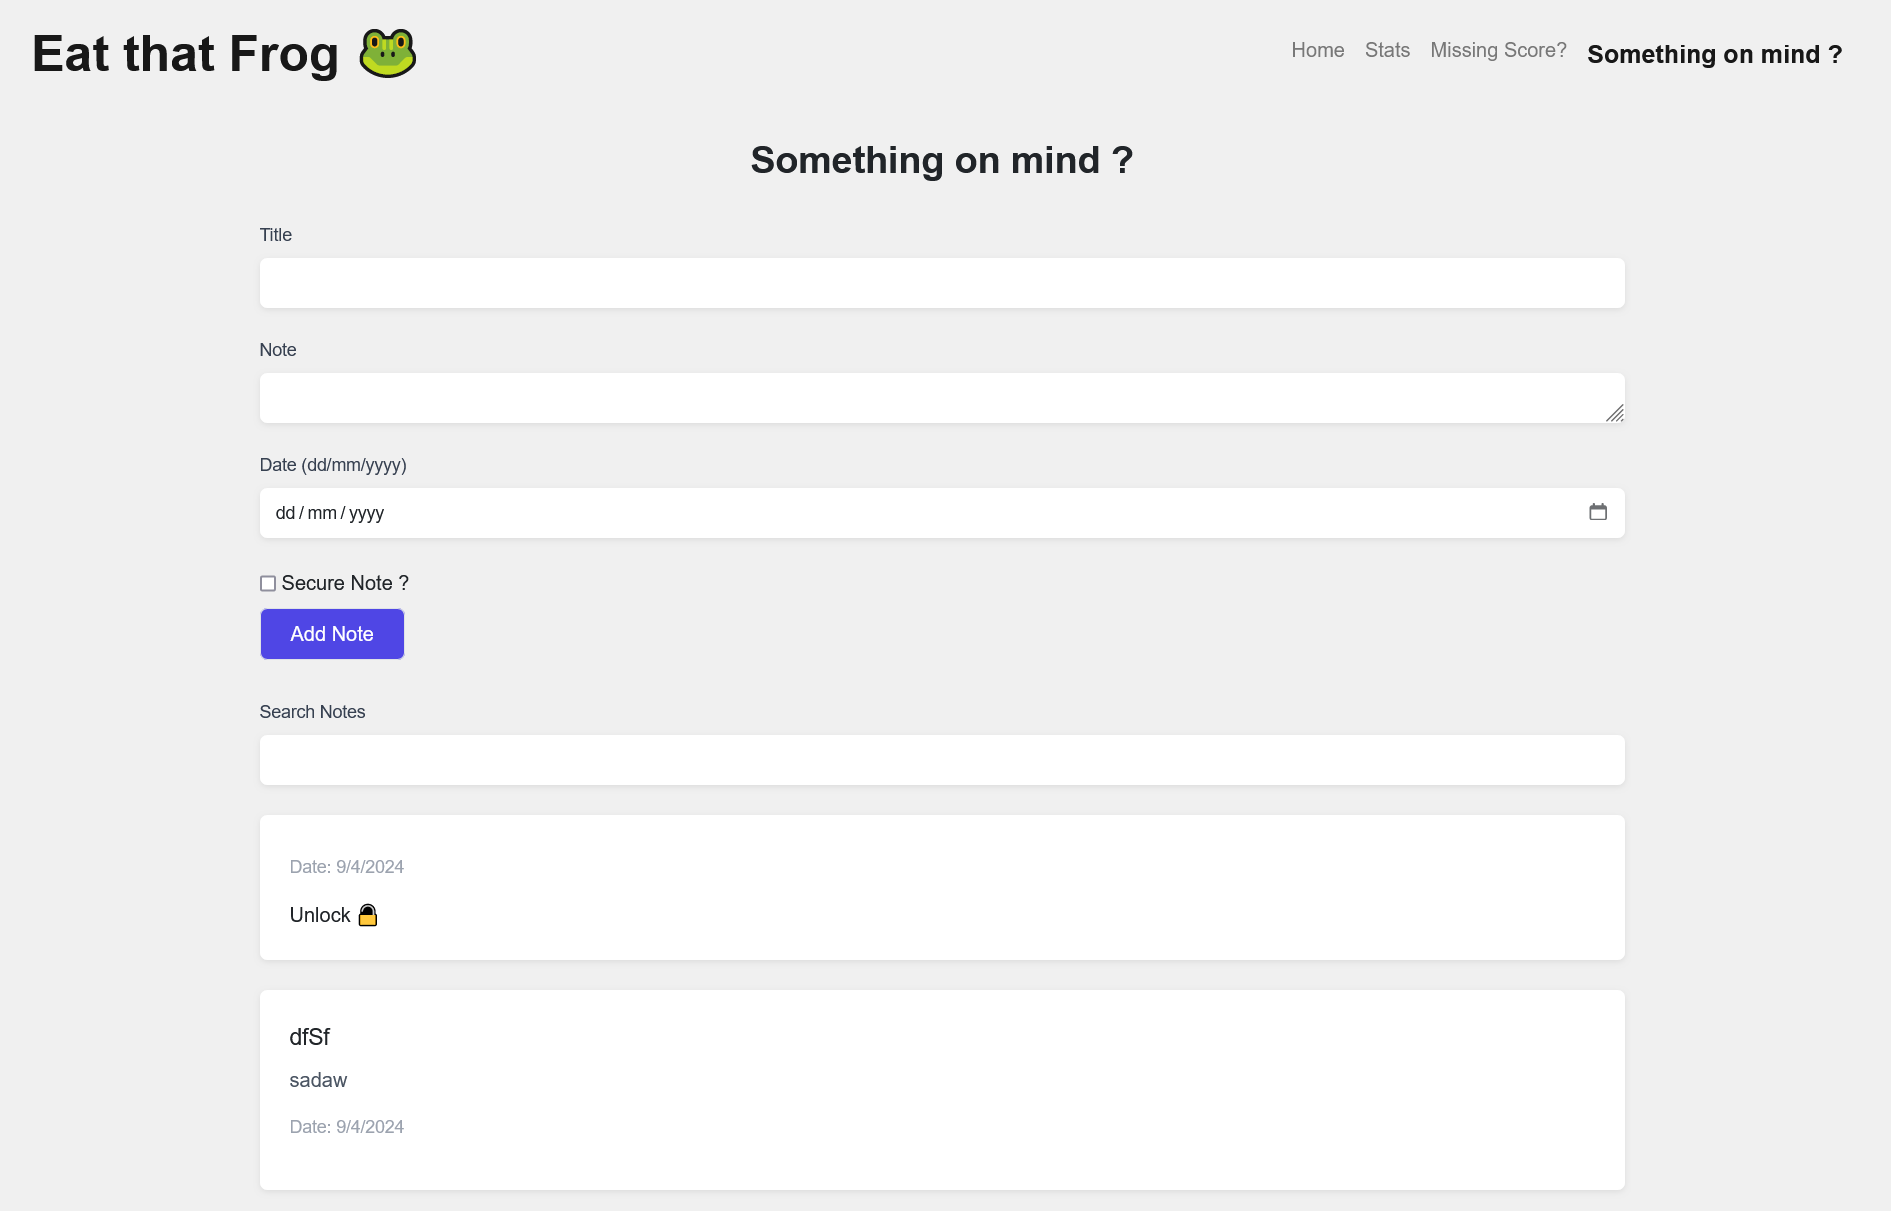 Eat that Frog 🐸
Home Stats Missing Score? Something on mind ?
Something on mind ?
Title
Note
Date (dd/mm/yyyy)
dd / mm / yyyy
Secure Note ?
Add Note
Search Notes
Date: 9/4/2024
Unlock 🔒
dfSf
sadaw
Date: 9/4/2024